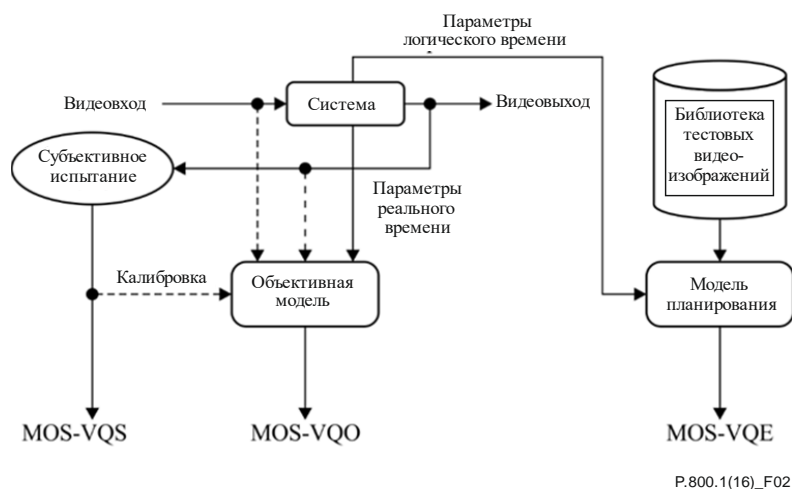 Параметры
логического времени
Видеовход
Система
Видеовыход
Библиотека
тестовых
видео-
изображений
Субъективное
испытание
Параметры
реального
времени
Калибровка
Объективная
модель
Модель
планирования
MOS-VQS
MOS-VQO
MOS-VQE
P.800.1(16)_F02